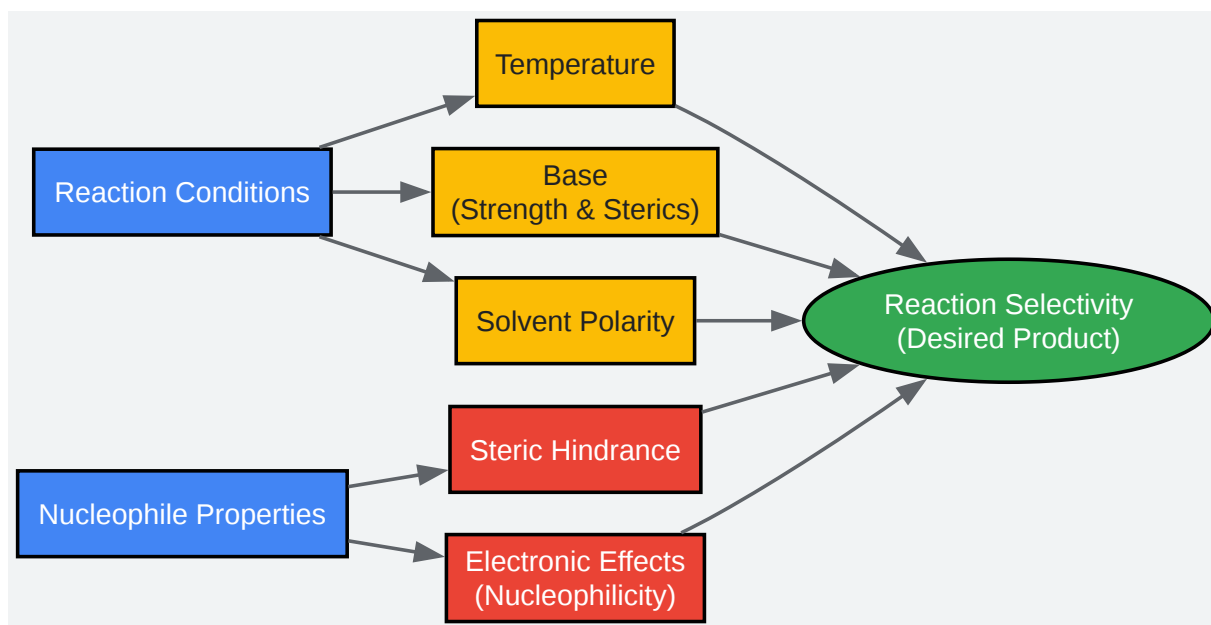 Temperature
Reaction Conditions
Base
(Strength & Sterics)
Solvent Polarity
Reaction Selectivity
(Desired Product)
Steric Hindrance
Nucleophile Properties
Electronic Effects
(Nucleophilicity)